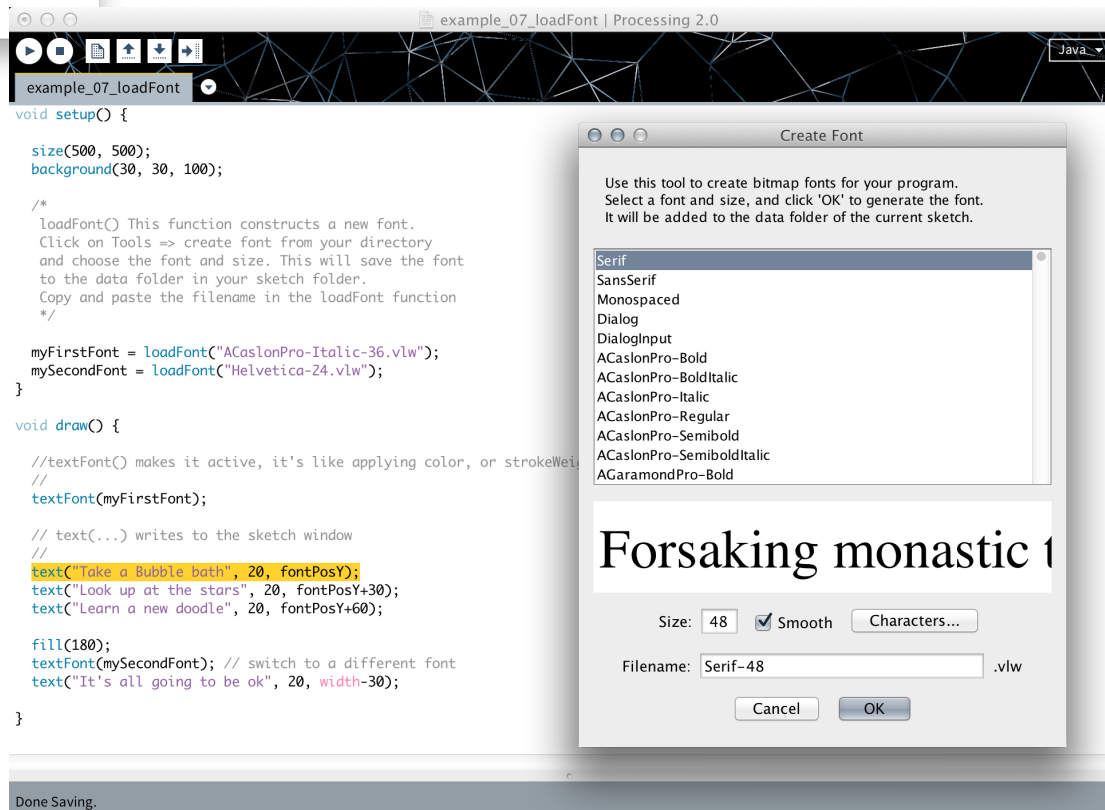 example_07_loadFont | Processing 2.0
Java
example_07_loadFont
void setup() {
size(500, 500);
background(30, 30, 100);
/*
loadFont() This function constructs a new font.
Click on Tools => create font from your directory
and choose the font and size. This will save the font
to the data folder in your sketch folder.
Copy and paste the filename in the loadFont function
*/
myFirstFont = loadFont("ACaslonPro-Italic-36.vlw");
mySecondFont = loadFont("Helvetica-24.vlw");
}
void draw() {
//textFont() makes it active, it's like applying color, or strokeWei
//
textFont(myFirstFont);
// text(...) writes to the sketch window
//
text("Take a Bubble bath", 20, fontPosY);
text("Look up at the stars", 20, fontPosY+30);
text("Learn a new doodle", 20, fontPosY+60);
fill(180);
textFont(mySecondFont); // switch to a different font
text("It's all going to be ok", 20, width-30);
}
Done Saving.
Create Font
Use this tool to create bitmap fonts for your program.
Select a font and size, and click 'OK' to generate the font.
It will be added to the data folder of the current sketch.
Serif
SansSerif
Monospaced
Dialog
DialogInput
ACaslonPro-Bold
ACaslonPro-BoldItalic
ACaslonPro-Italic
ACaslonPro-Regular
ACaslonPro-Semibold
ACaslonPro-SemiboldItalic
AGaramondPro-Bold
Forsaking monastic t
Size: 48 Smooth Characters...
Filename: Serif-48 .vlw
Cancel OK